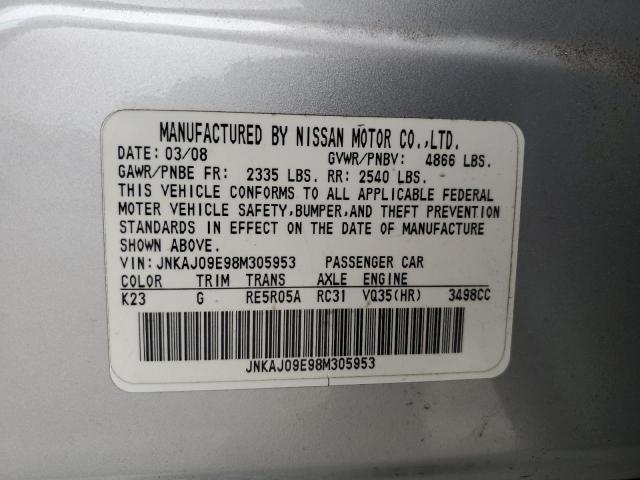 MANUFACTURED BY NISSAN MOTOR CO.,LTD.
DATE: 03/08 GVWR/PNBV: 4866 LBS.
GAWR/PNBE FR: 2335 LBS. RR: 2540 LBS.
THIS VEHICLE CONFORMS TO ALL APPLICABLE FEDERAL
MOTER VEHICLE SAFETY,BUMPER,AND THEFT PREVENTION
STANDARDS IN EFFECT ON THE DATE OF MANUFACTURE
SHOWN ABOVE.
VIN:JNKAJ09E98M305953 PASSENGER CAR
COLOR TRIM TRANS AXLE ENGINE
K23 G RE5R05A RC31 VQ35(HR) 3498CC
JNKAJ09E98M305953